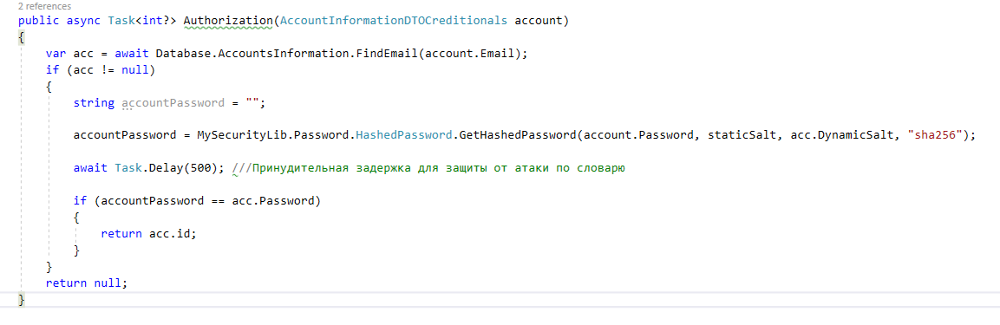 2 references
public async Task<int?> Authorization(AccountInformationDTOCreditionals account)
{
var acc = await Database.AccountsInformation.FindEmail(account.Email);
if (acc != null)
{
string accountPassword = "";
accountPassword = MySecurityLib.Password.HashedPassword.GetHashedPassword(account.Password, staticSalt, acc.DynamicSalt, "sha256");
await Task.Delay(500); ///Принудительная задержка для защиты от атаки по словарю
if (accountPassword == acc.Password)
{
return acc.id;
}
}
return null;
}